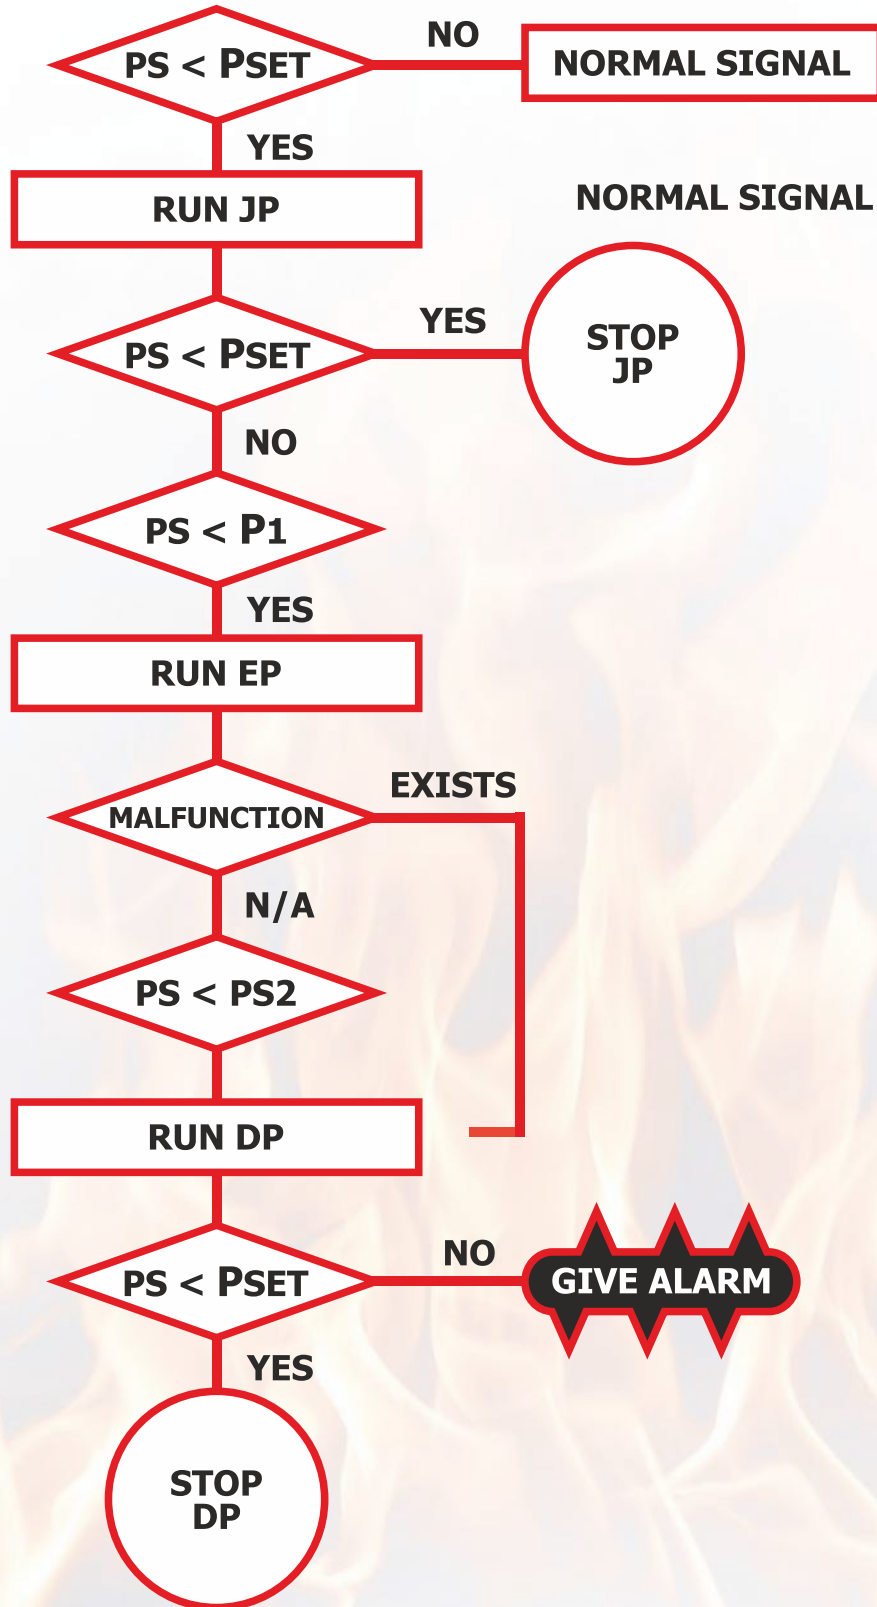 PS < PSET
NO
NORMAL SIGNAL
YES
RUN JP
NORMAL SIGNAL
PS < PSET
YES
STOP
JP
NO
PS < P1
YES
RUN EP
MALFUNCTION
EXISTS
N/A
PS < PS2
RUN DP
PS < PSET
NO
GIVE ALARM
YES
STOP
DP